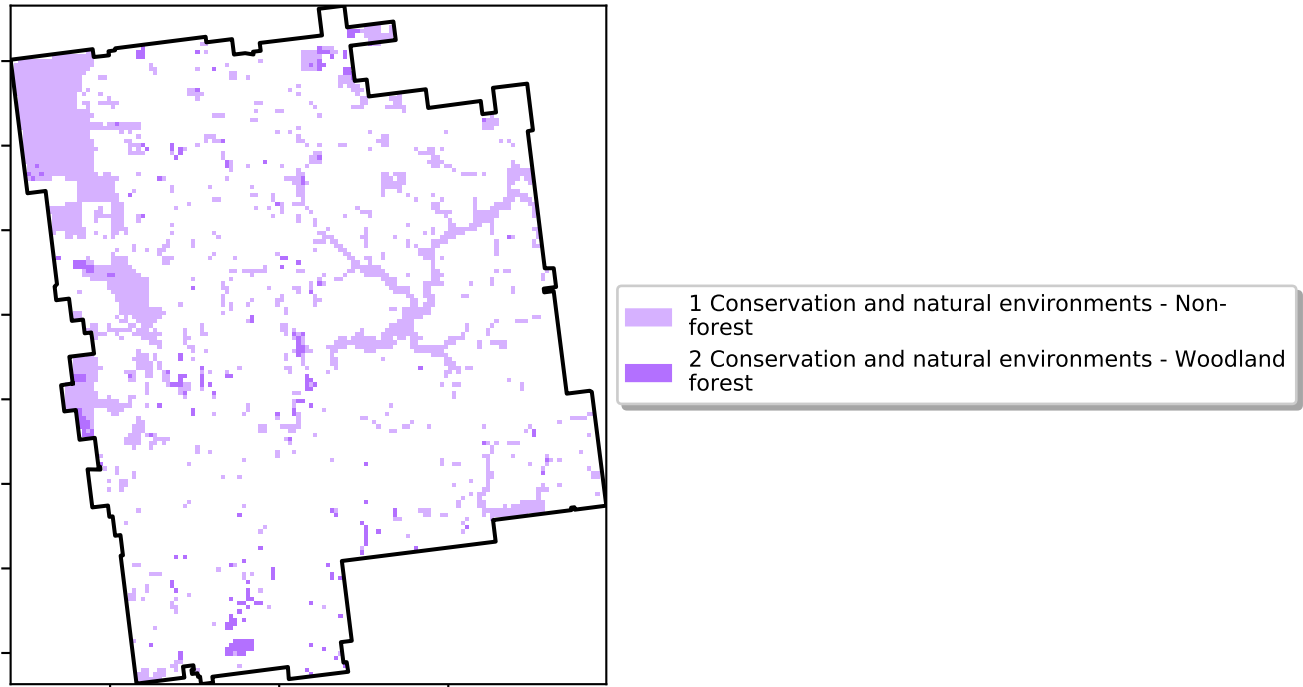 1 Conservation and natural environments - Non-
forest
2 Conservation and natural environments - Woodland
forest